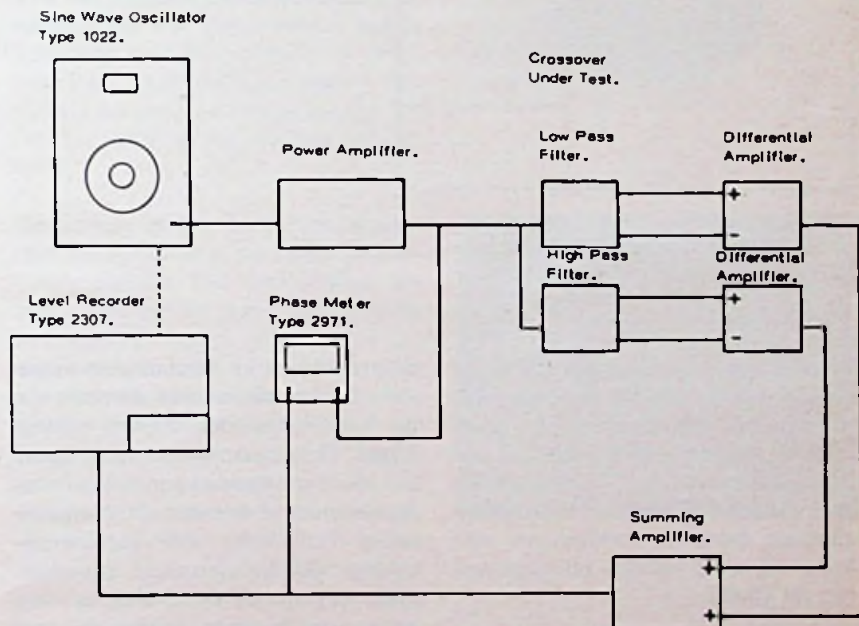 Sine Wave Oscillator
Type 1022.
Crossover
Under Test.
Power Amplifier.
Low Pass
Filter.
Differential
Amplifier.
+
-
High Pass
Filter.
Differential
Amplifier.
+
-
Level Recorder
Type 2307.
Phase Meter
Type 2971.
Summing
Amplifier.
+
+